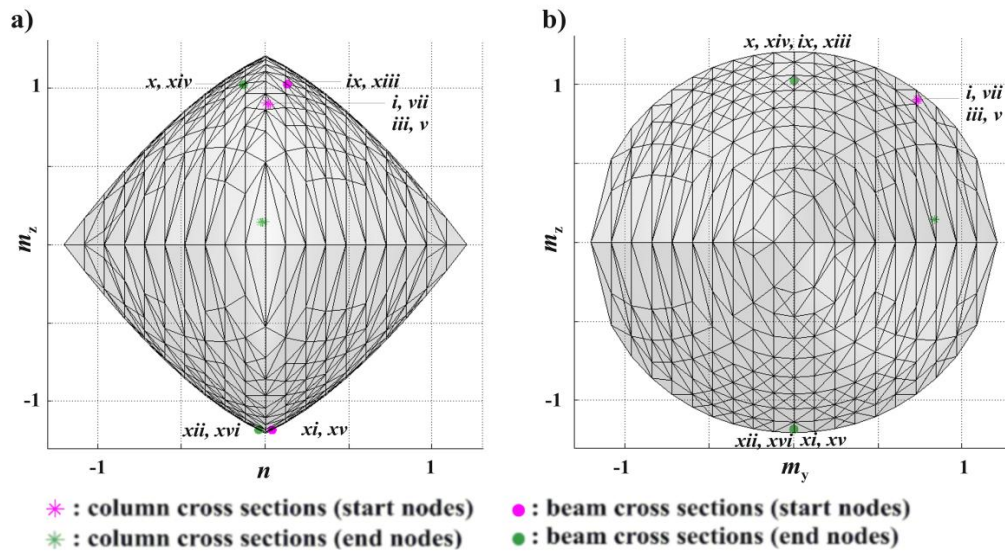 a)
1
x, xiv
ix, xiii
i, vii
iii, v
m_z
-1
xii, xvi
xi, xv
-1
n
1
b)
x, xiv, ix, xiii
1
i, vii
iii, v
m_z
-1
xii, xvi xi, xv
-1
m_y
1
✳ : column cross sections (start nodes)
✳ : column cross sections (end nodes)
● : beam cross sections (start nodes)
● : beam cross sections (end nodes)